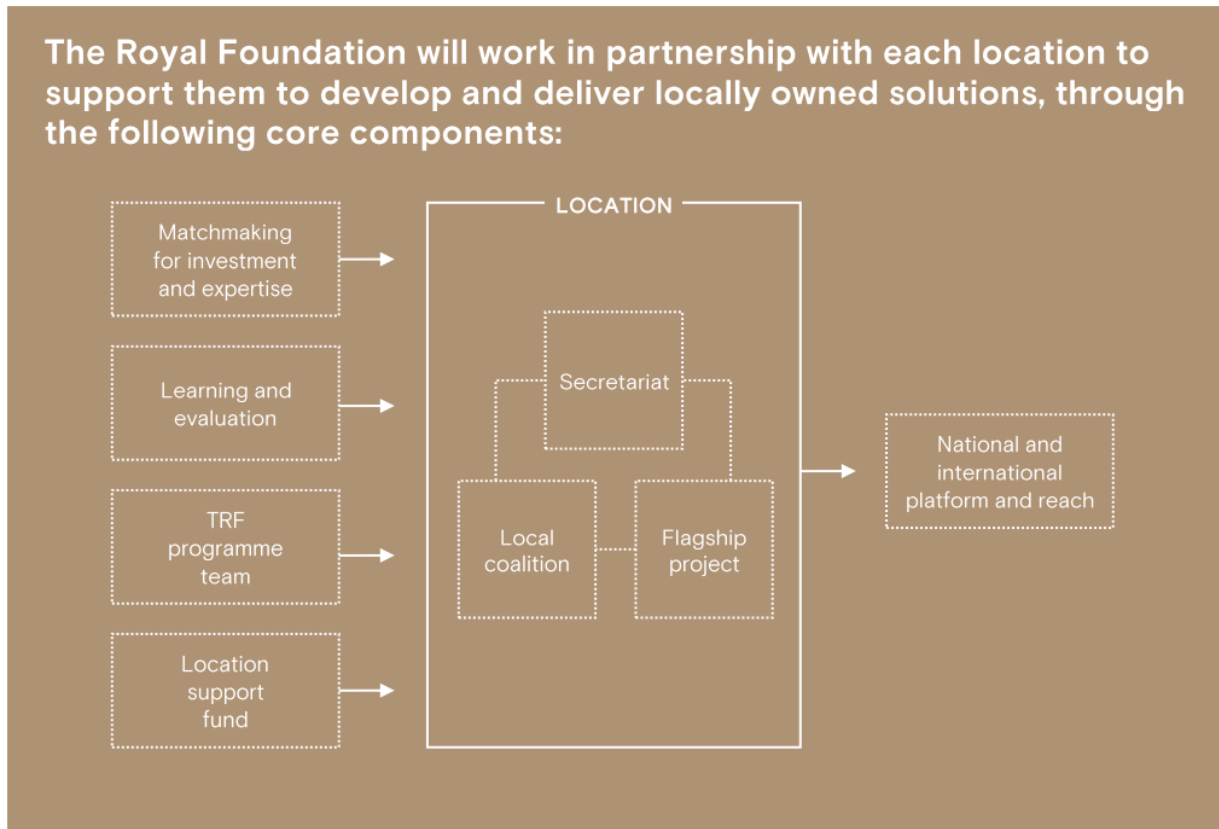 The Royal Foundation will work in partnership with each location to
support them to develop and deliver locally owned solutions, through
the following core components:
Matchmaking
for investment
and expertise
Learning and
evaluation
TRF
programme
team
Location
support
fund
LOCATION
Secretariat
Local
coalition
Flagship
project
National and
international
platform and reach